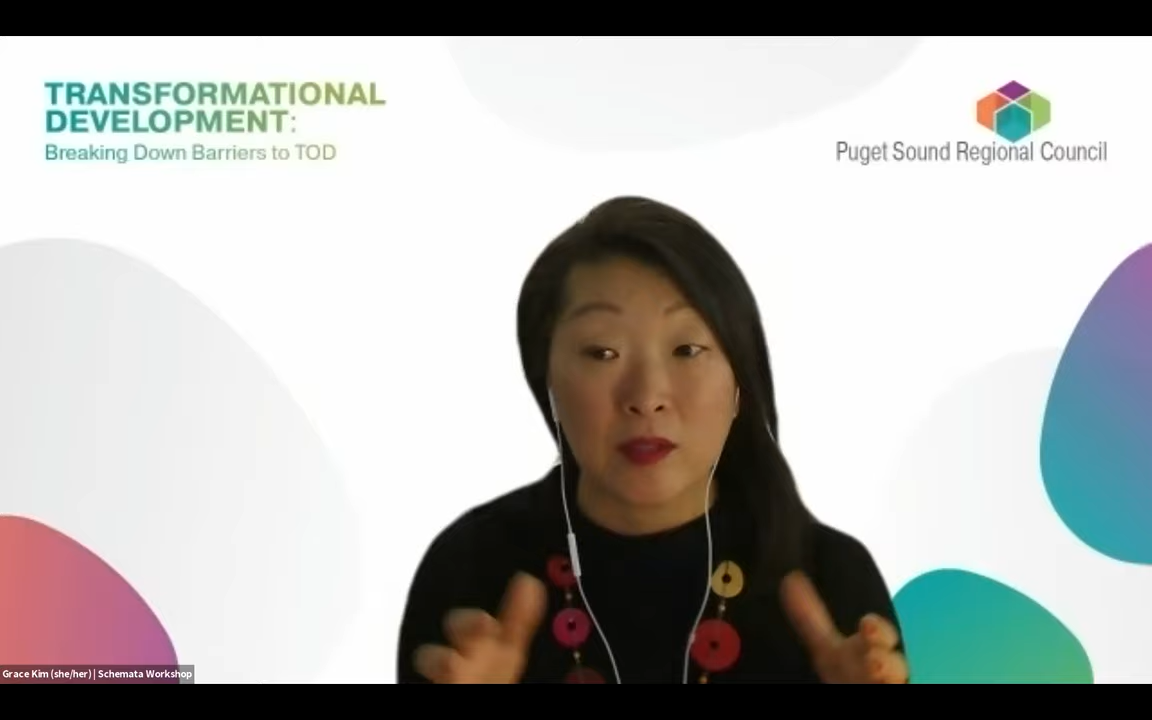 TRANSFORMATIONAL
DEVELOPMENT:
Breaking Down Barriers to TOD
Puget Sound Regional Council
Grace Kim (she/her) | Schemata Workshop